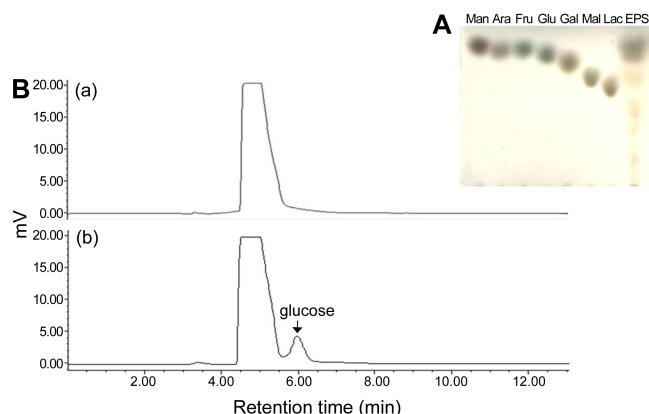 A
Man Ara Fru Glu Gal Mal Lac EPS
B
(a)
20.00
15.00
10.00
5.00
0.00
mV
(b)
20.00
15.00
10.00
5.00
0.00
glucose
2.00 4.00 6.00 8.00 10.00 12.00
Retention time (min)